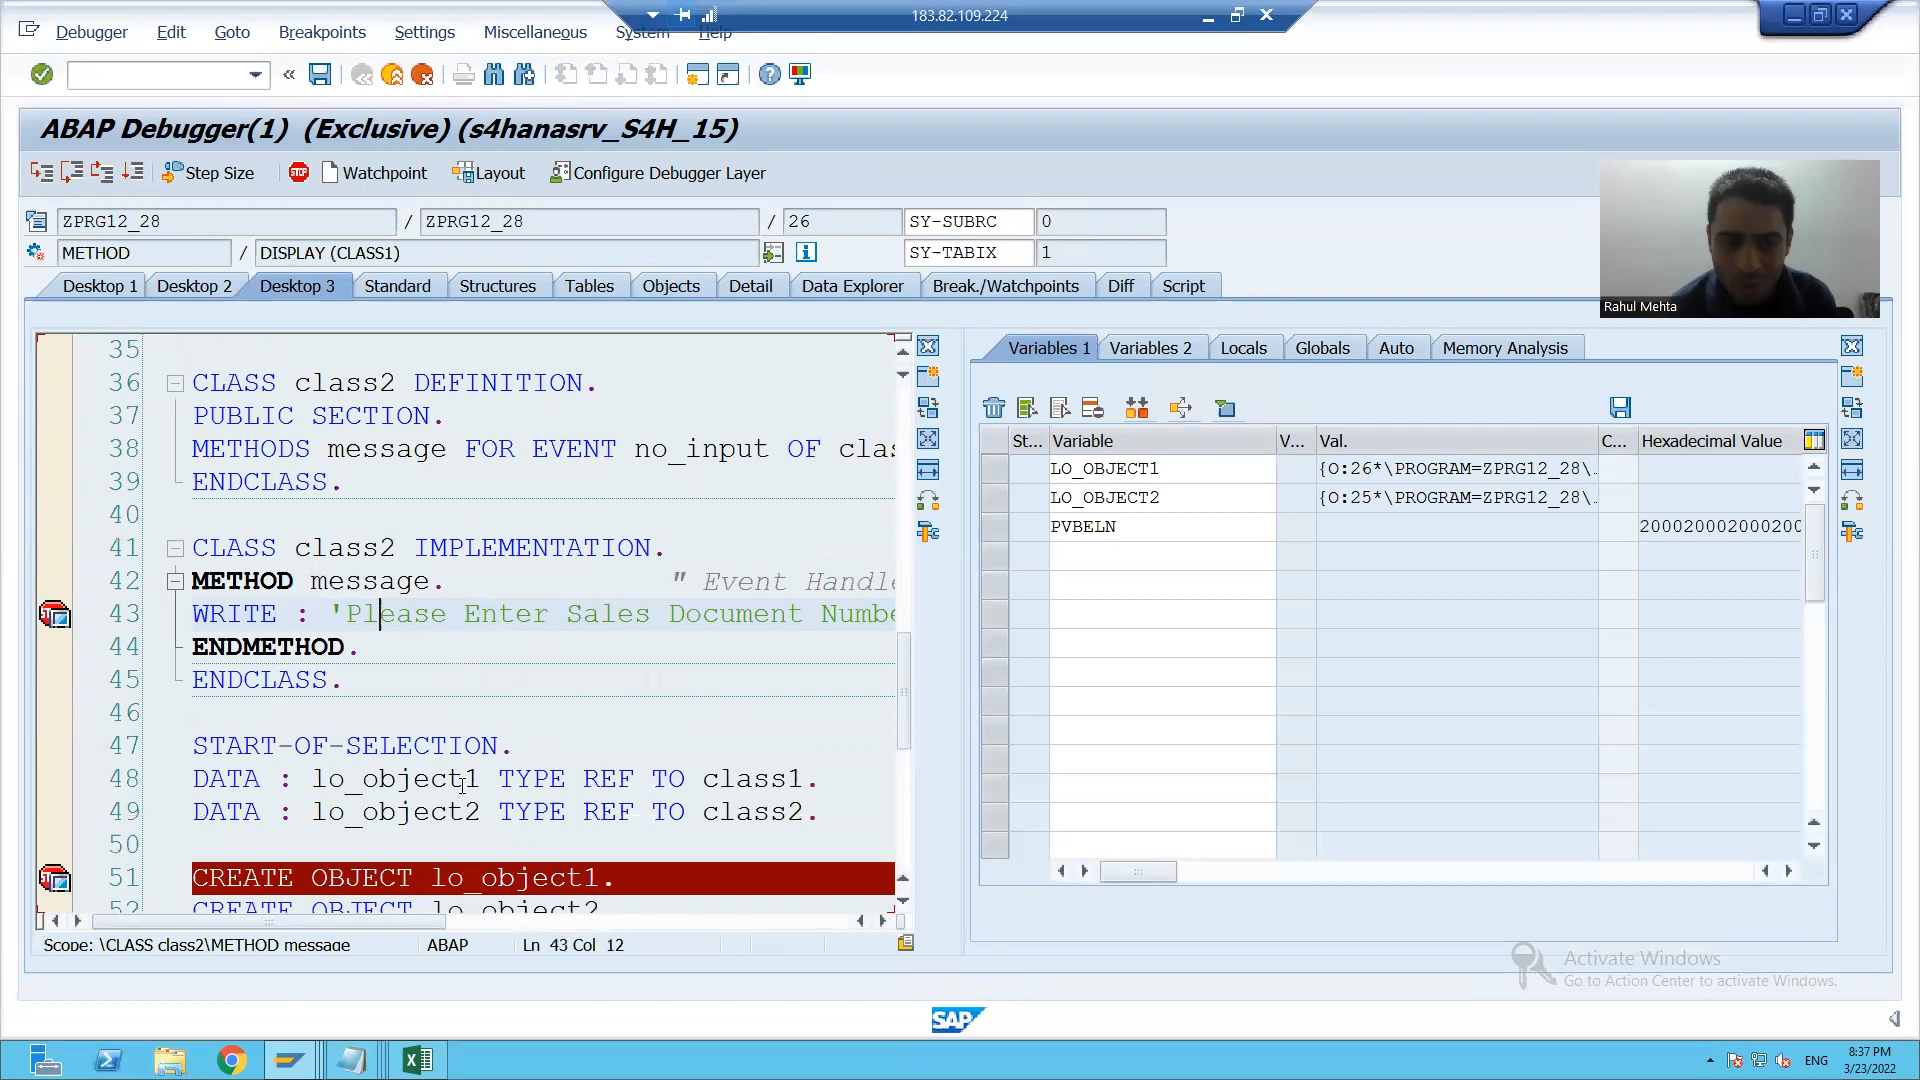 183.82.109.224
Debugger Edit Goto Breakpoints Settings Miscellaneous System Help
ABAP Debugger(1) (Exclusive) (s4hanasrv_S4H_15)
Step Size STOP Watchpoint Layout Configure Debugger Layer
ZPRG12_28 / ZPRG12_28 / 26 SY-SUBRC 0
METHOD / DISPLAY (CLASS1) SY-TABIX 1
Rahul Mehta
Desktop 1 Desktop 2 Desktop 3 Standard Structures Tables Objects Detail Data Explorer Break./Watchpoints Diff Script
35
36 CLASS class2 DEFINITION.
37 PUBLIC SECTION.
38 METHODS message FOR EVENT no_input OF clas
39 ENDCLASS.
40
41 CLASS class2 IMPLEMENTATION.
42 METHOD message. " Event Handle
43 WRITE : 'Please Enter Sales Document Numbe
44 ENDMETHOD.
45 ENDCLASS.
46
47 START-OF-SELECTION.
48 DATA : lo_object1 TYPE REF TO class1.
49 DATA : lo_object2 TYPE REF TO class2.
50
51 CREATE OBJECT lo_object1.
52 CREATE OBJECT lo_object2
Scope: \CLASS class2\METHOD message ABAP Ln 43 Col 12
Variables 1 Variables 2 Locals Globals Auto Memory Analysis
St... Variable V... Val. C... Hexadecimal Value
LO_OBJECT1 {O:26*\PROGRAM=ZPRG12_28\.
LO_OBJECT2 {O:25*\PROGRAM=ZPRG12_28\.
PVBELN 200020002000200
Activate Windows
Go to Action Center to activate Windows.
SAP
ENG
8:37 PM
3/23/2022